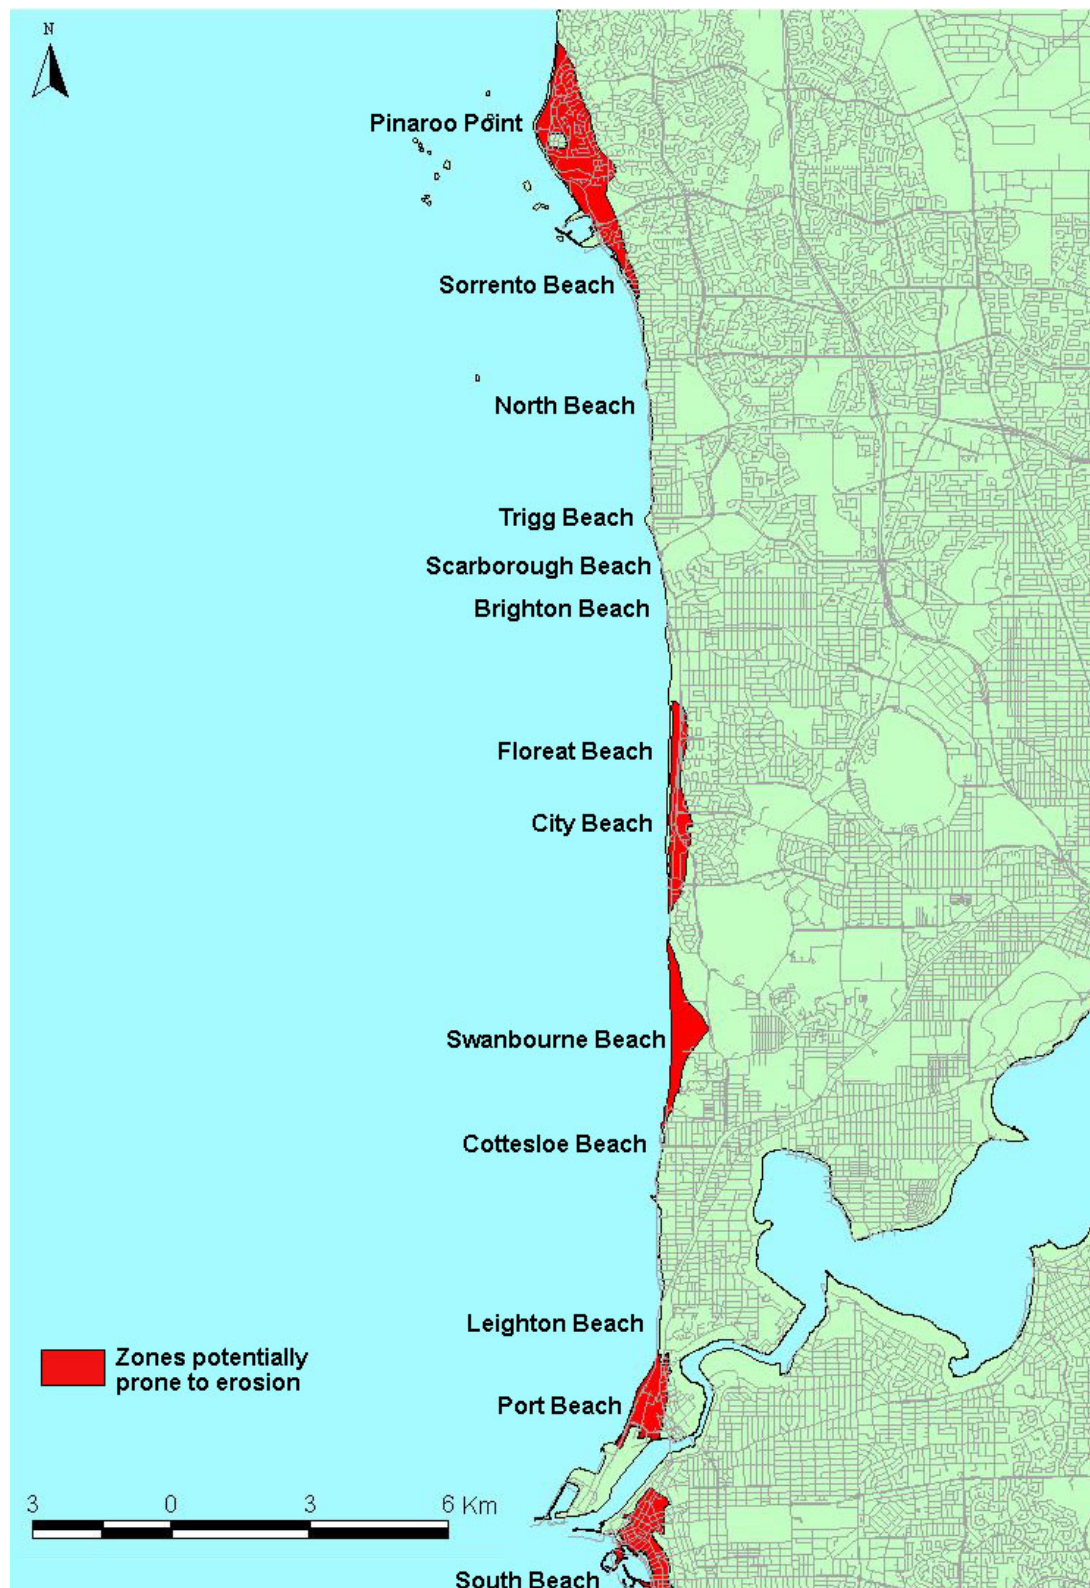 N
Pinaroo Point
Sorrento Beach
North Beach
Trigg Beach
Scarborough Beach
Brighton Beach
Floreat Beach
City Beach
Swanbourne Beach
Cottesloe Beach
Leighton Beach
Zones potentially
prone to erosion
Port Beach
3 0 3 6 Km
South Beach